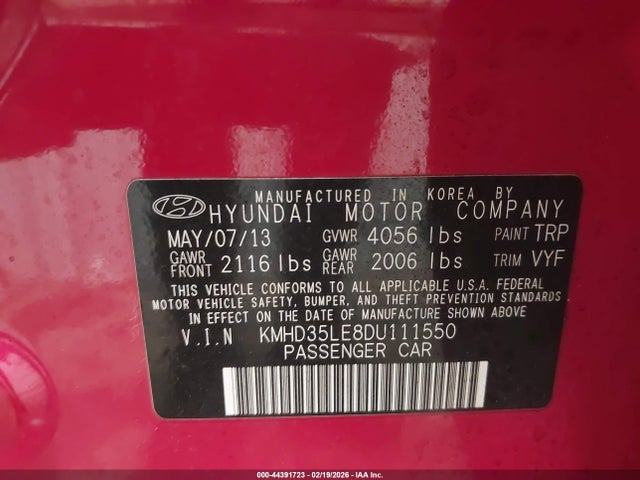 MANUFACTURED IN KOREA BY
HYUNDAI MOTOR COMPANY
MAY/07/13 GVWR 4056 lbs PAINT TRP
GAWR FRONT 2116 lbs GAWR REAR 2006 lbs TRIM VYF
THIS VEHICLE CONFORMS TO ALL APPLICABLE U.S.A. FEDERAL
MOTOR VEHICLE SAFETY, BUMPER, AND THEFT PREVENTION STANDARDS
IN EFFECT ON THE DATE OF MANUFACTURE SHOWN ABOVE.
V.I.N KMHD35LE8DU111550
PASSENGER CAR
000-44391723 - 02/19/2026 - IAA Inc.